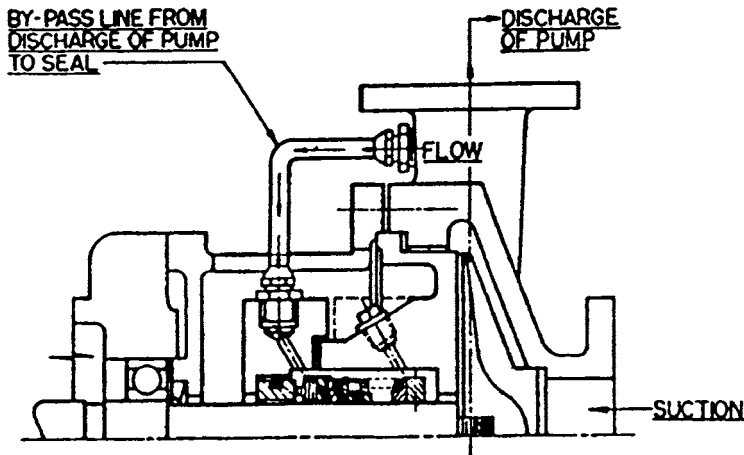 BY-PASS LINE FROM
DISCHARGE OF PUMP
TO SEAL
DISCHARGE
OF PUMP
FLOW
SUCTION